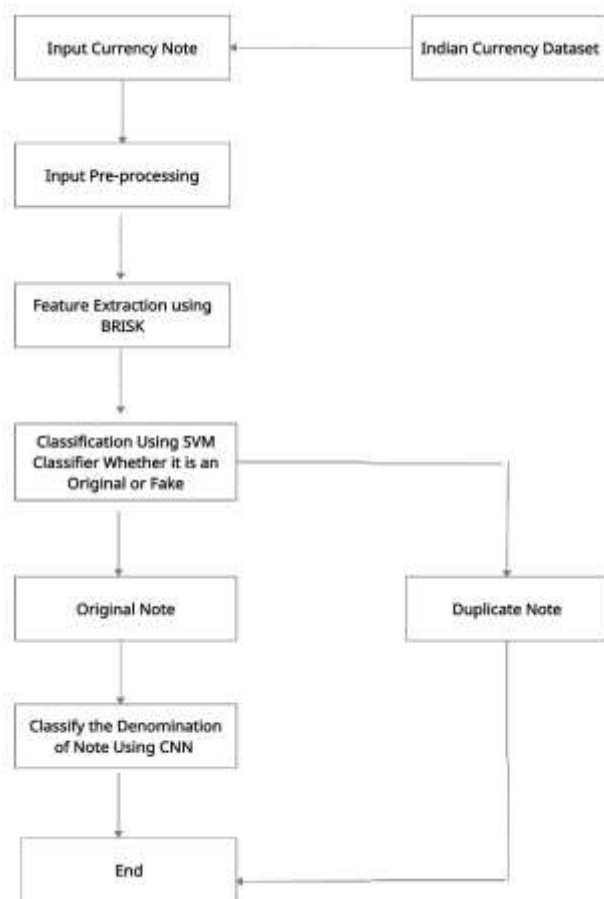 Input Currency Note
Indian Currency Dataset
Input Pre-processing
Feature Extraction using
BRISK
Classification Using SVM
Classifier Whether it is an
Original or Fake
Original Note
Duplicate Note
Classify the Denomination
of Note Using CNN
End